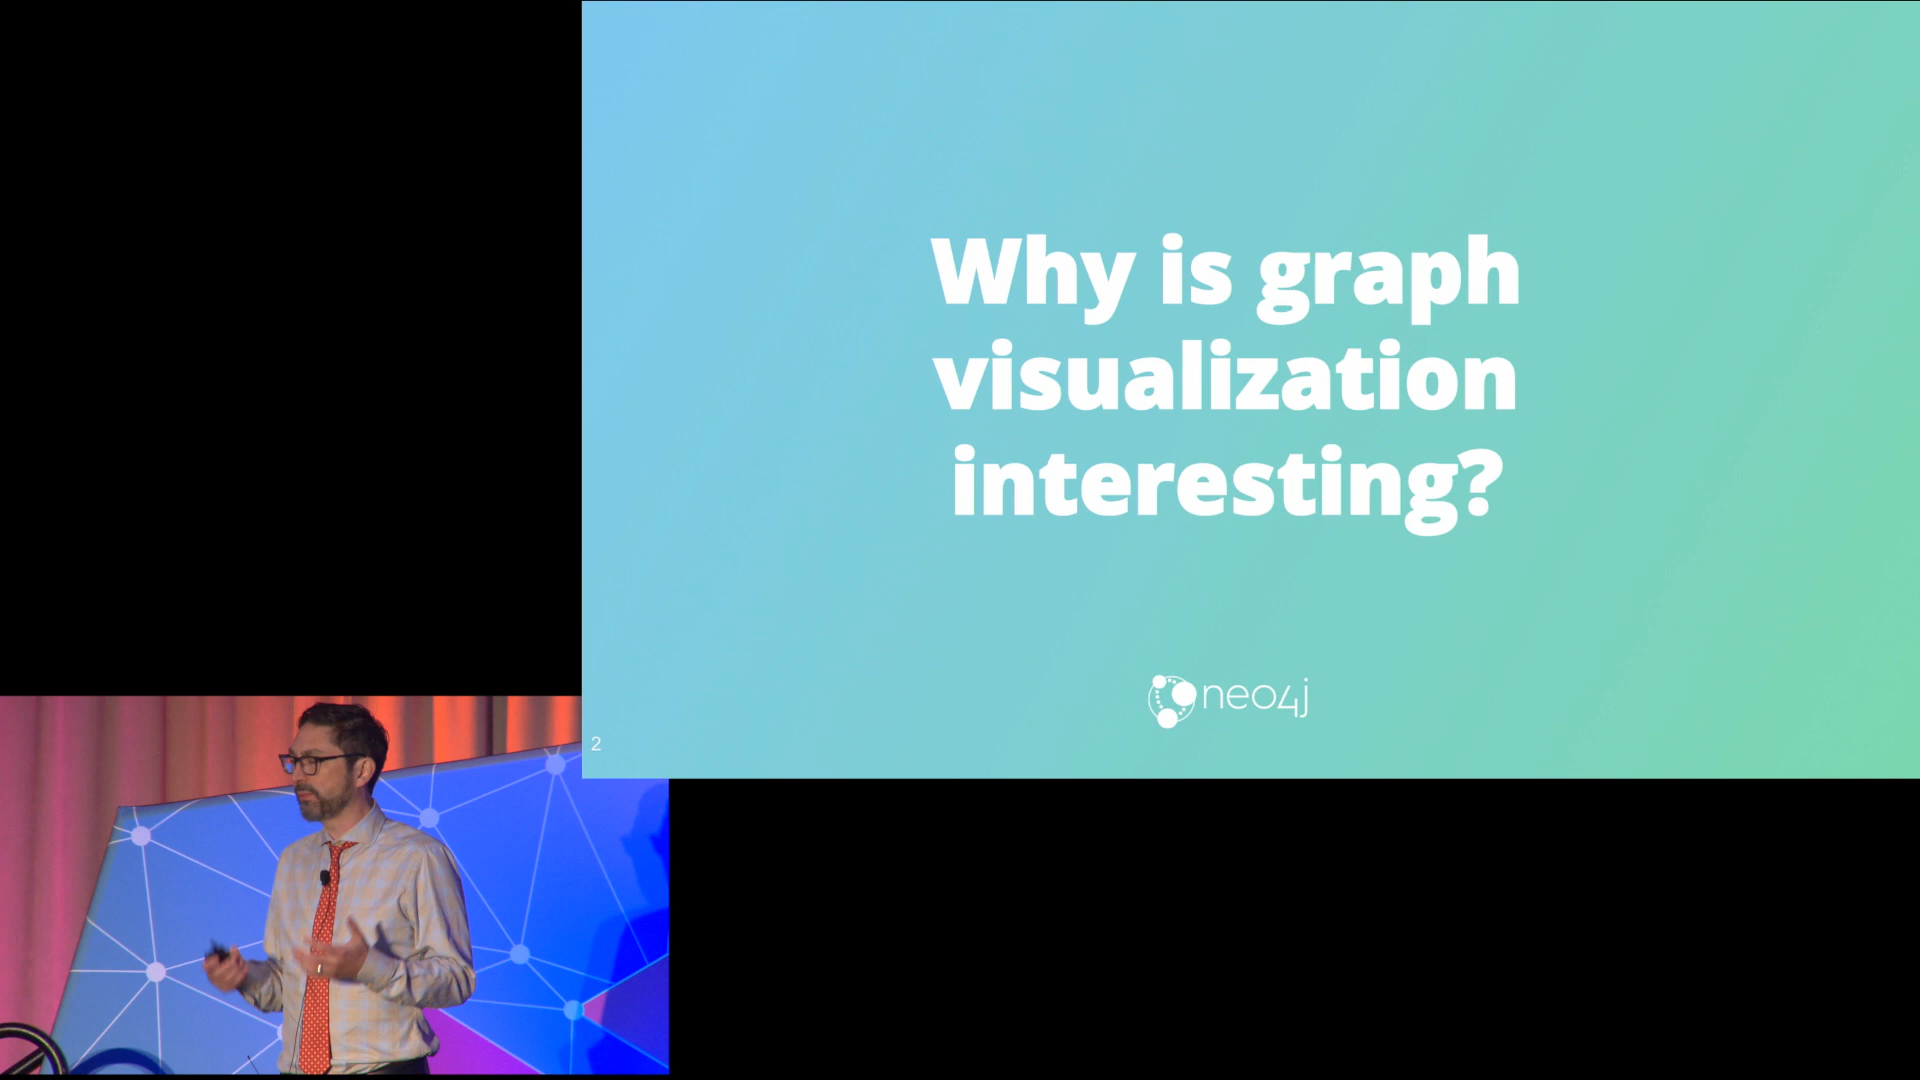 Why is graph
visualization
interesting?
neo4j
2